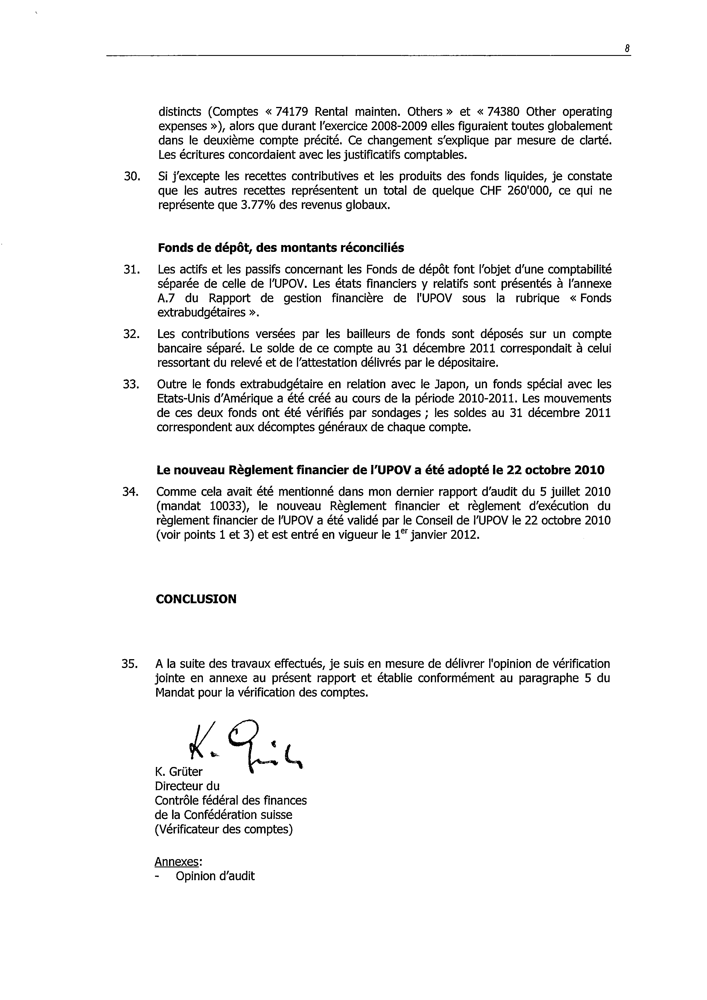 8
distincts (Comptes « 74179 Rental mainten. Others » et « 74380 Other operating
expenses »), alors que durant l'exercice 2008-2009 elles figuraient toutes globalement
dans le deuxième compte précité. Ce changement s'explique par mesure de clarté.
Les écritures concordaient avec les justificatifs comptables.
30. Si j'excepte les recettes contributives et les produits des fonds liquides, je constate
que les autres recettes représentent un total de quelque CHF 260'000, ce qui ne
représente que 3.77% des revenus globaux.
Fonds de dépôt, des montants réconciliés
31. Les actifs et les passifs concernant les Fonds de dépôt font l'objet d'une comptabilité
séparée de celle de l'UPOV. Les états financiers y relatifs sont présentés à l'annexe
A.7 du Rapport de gestion financière de l'UPOV sous la rubrique « Fonds
extrabudgétaires ».
32. Les contributions versées par les bailleurs de fonds sont déposés sur un compte
bancaire séparé. Le solde de ce compte au 31 décembre 2011 correspondait à celui
ressortant du relevé et de l'attestation délivrés par le dépositaire.
33. Outre le fonds extrabudgétaire en relation avec le Japon, un fonds spécial avec les
Etats-Unis d'Amérique a été créé au cours de la période 2010-2011. Les mouvements
de ces deux fonds ont été vérifiés par sondages ; les soldes au 31 décembre 2011
correspondent aux décomptes généraux de chaque compte.
Le nouveau Règlement financier de l'UPOV a été adopté le 22 octobre 2010
34. Comme cela avait été mentionné dans mon dernier rapport d'audit du 5 juillet 2010
(mandat 10033), le nouveau Règlement financier et règlement d'exécution du
règlement financier de l'UPOV a été validé par le Conseil de l'UPOV le 22 octobre 2010
(voir points 1 et 3) et est entré en vigueur le 1er janvier 2012.
CONCLUSION
35. A la suite des travaux effectués, je suis en mesure de délivrer l'opinion de vérification
jointe en annexe au présent rapport et établie conformément au paragraphe 5 du
Mandat pour la vérification des comptes.
K. Grüter
Directeur du
Contrôle fédéral des finances
de la Confédération suisse
(Vérificateur des comptes)
Annexes:
- Opinion d'audit